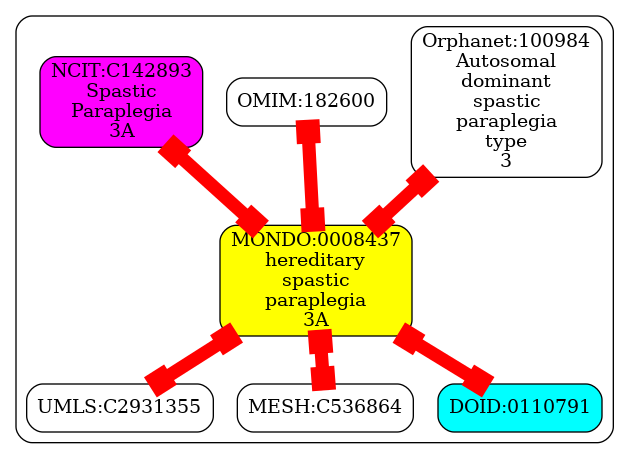 NCIT:C142893
Spastic
Paraplegia
3A
OMIM:182600
Orphanet:100984
Autosomal
dominant
spastic
paraplegia
type
3
MONDO:0008437
hereditary
spastic
paraplegia
3A
UMLS:C2931355
MESH:C536864
DOID:0110791